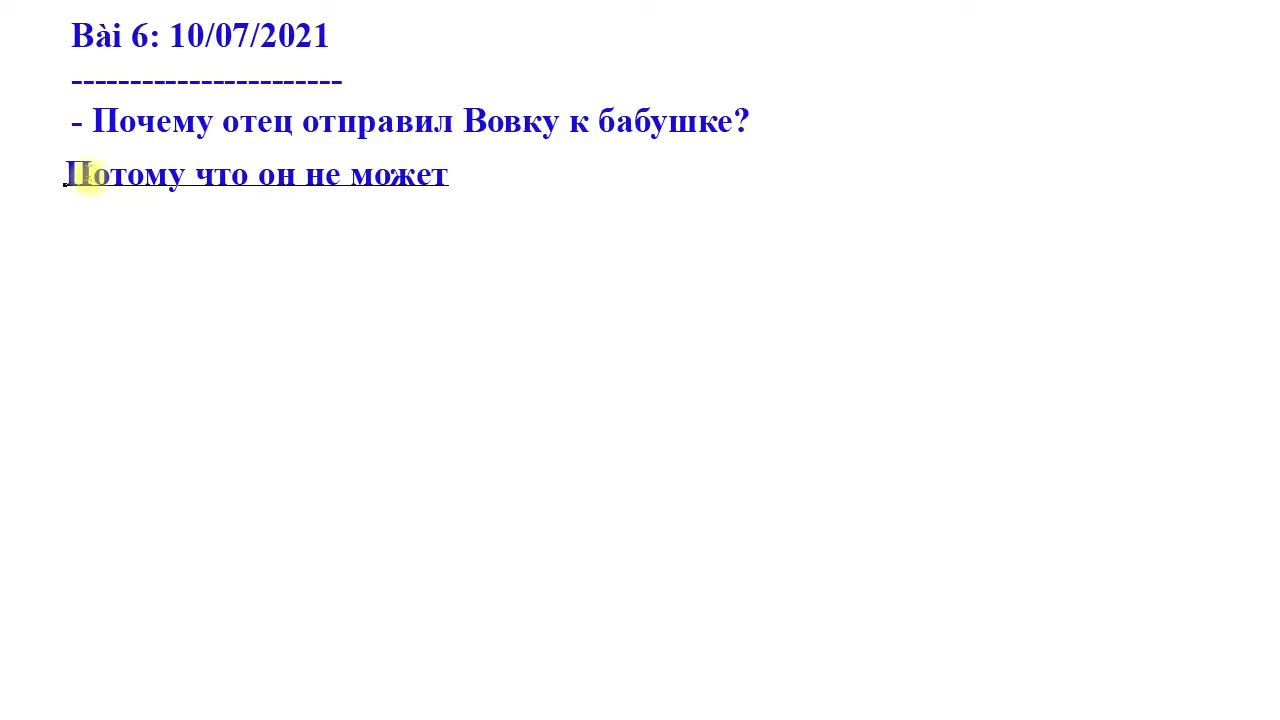 Bài 6: 10/07/2021
-----------------------
- Почему отец отправил Вовку к бабушке?
Потому что он не может